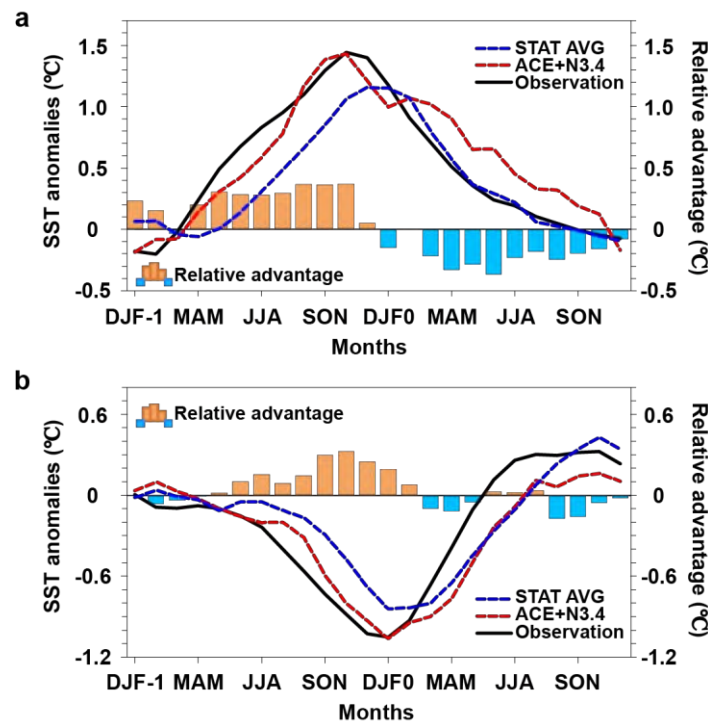 a
SST anomalies (℃)
1.5
1.0
0.5
0
-0.5
STAT AVG
ACE+N3.4
Observation
Relative advantage
1.5
1.0
0.5
0
-0.5
Relative advantage (℃)
DJF-1 MAM JJA SON DJF0 MAM JJA SON
Months
b
SST anomalies (℃)
0.6
0
-0.6
-1.2
Relative advantage
STAT AVG
ACE+N3.4
Observation
0.6
0
-0.6
-1.2
Relative advantage (℃)
DJF-1 MAM JJA SON DJF0 MAM JJA SON
Months